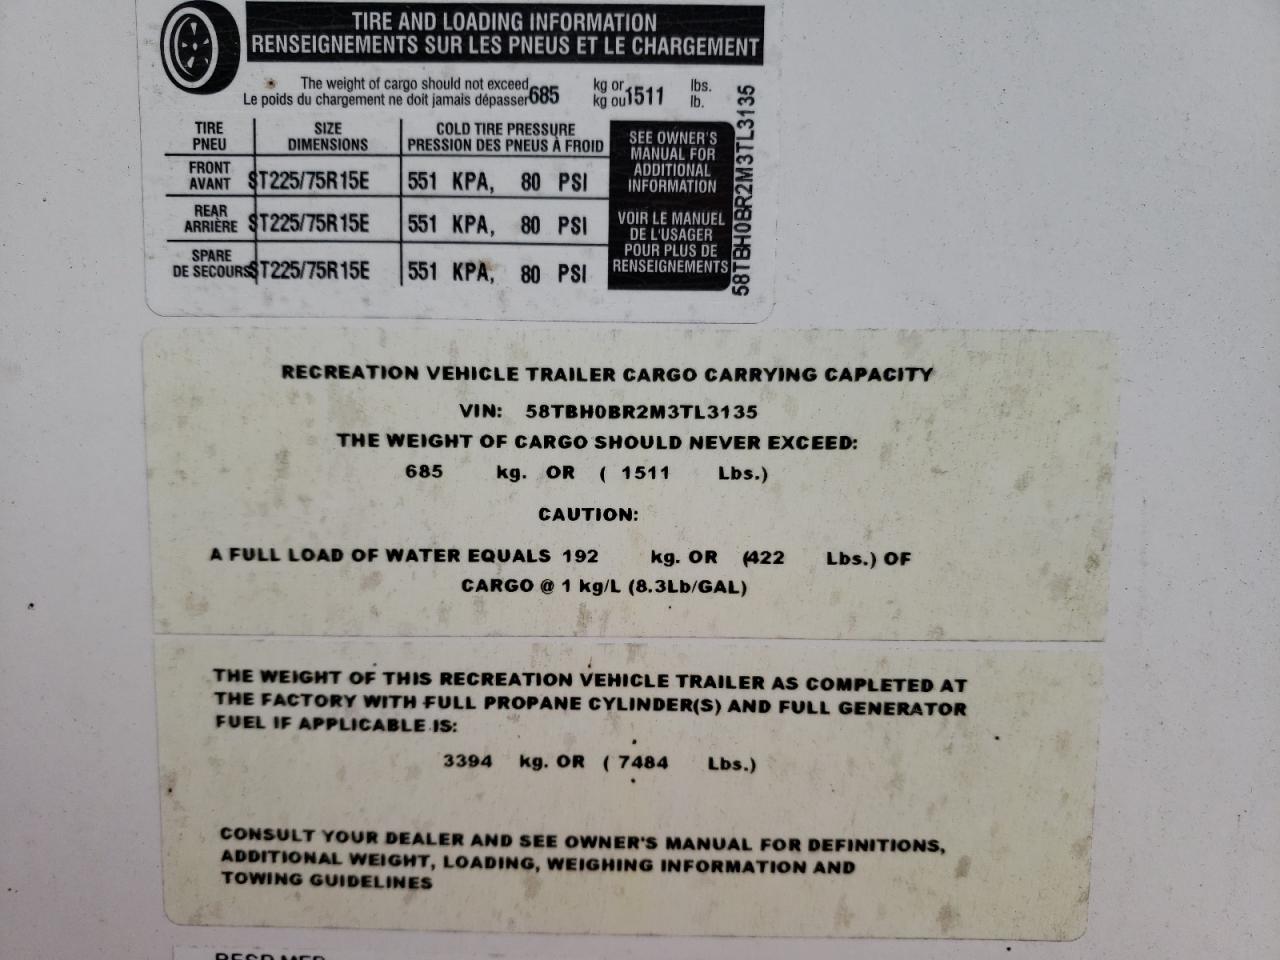 TIRE AND LOADING INFORMATION
RENSEIGNEMENTS SUR LES PNEUS ET LE CHARGEMENT
The weight of cargo should not exceed 685 kg or 1511 lbs.
Le poids du chargement ne doit jamais dépasser kg ou lb.
TIRE PNEU SIZE DIMENSIONS COLD TIRE PRESSURE PRESSION DES PNEUS À FROID
FRONT AVANT ST225/75R15E 551 KPA, 80 PSI
REAR ARRIÈRE ST225/75R15E 551 KPA, 80 PSI
SPARE DE SECOURS ST225/75R15E 551 KPA, 80 PSI
SEE OWNER'S
MANUAL FOR
ADDITIONAL
INFORMATION
VOIR LE MANUEL
DE L'USAGER
POUR PLUS DE
RENSEIGNEMENTS
58TBH0BR2M3TL3135
RECREATION VEHICLE TRAILER CARGO CARRYING CAPACITY
VIN: 58TBH0BR2M3TL3135
THE WEIGHT OF CARGO SHOULD NEVER EXCEED:
685 kg. OR ( 1511 Lbs.)
CAUTION:
A FULL LOAD OF WATER EQUALS 192 kg. OR (422 Lbs.) OF
CARGO @ 1 kg/L (8.3Lb/GAL)
THE WEIGHT OF THIS RECREATION VEHICLE TRAILER AS COMPLETED AT
THE FACTORY WITH FULL PROPANE CYLINDER(S) AND FULL GENERATOR
FUEL IF APPLICABLE IS:
3394 kg. OR ( 7484 Lbs.)
CONSULT YOUR DEALER AND SEE OWNER'S MANUAL FOR DEFINITIONS,
ADDITIONAL WEIGHT, LOADING, WEIGHING INFORMATION AND
TOWING GUIDELINES